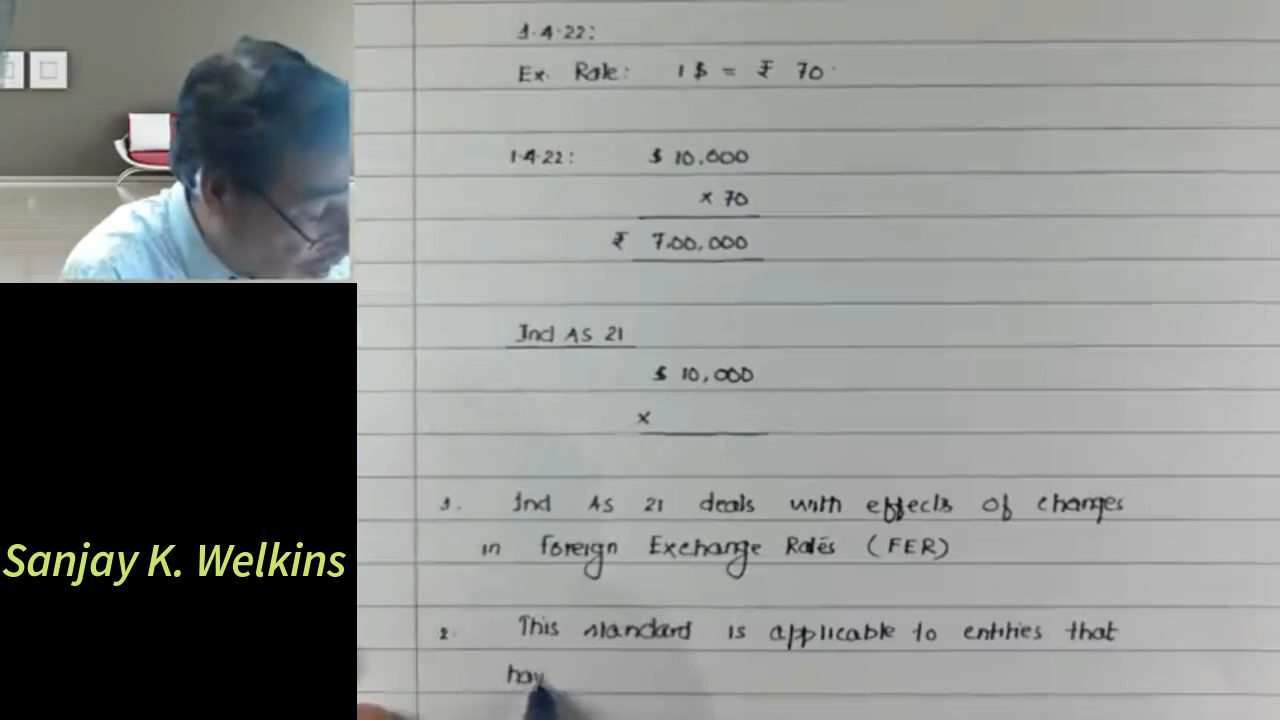 1.4.22:
Ex. Rate: 1 $ = ₹ 70.
1.4.22: $ 10,000
× 70
₹ 7,00,000
Ind AS 21
$ 10,000
×
1. Ind AS 21 deals with effects of changes
in foreign Exchange Rates (FER)
2. This standard is applicable to entities that
hav
Sanjay K. Welkins